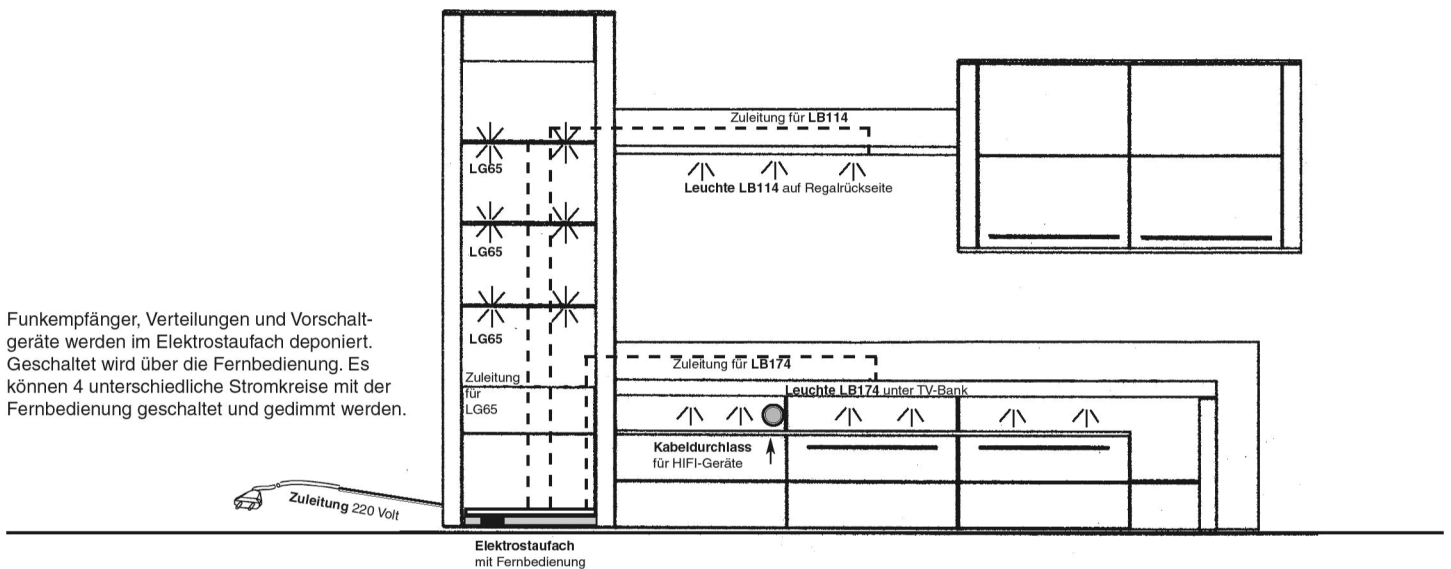 Zuleitung für LB114
LG65
Leuchte LB114 auf Regalrückseite
LG65
Funkempfänger, Verteilungen und Vorschalt-
geräte werden im Elektrostaufach deponiert.
Geschaltet wird über die Fernbedienung. Es
können 4 unterschiedliche Stromkreise mit der
Fernbedienung geschaltet und gedimmt werden.
LG65
Zuleitung für LB174
Zuleitung
für
LG65
Leuchte LB174 unter TV-Bank
Kabeldurchlass
für HIFI-Geräte
Zuleitung 220 Volt
Elektrostaufach
mit Fernbedienung